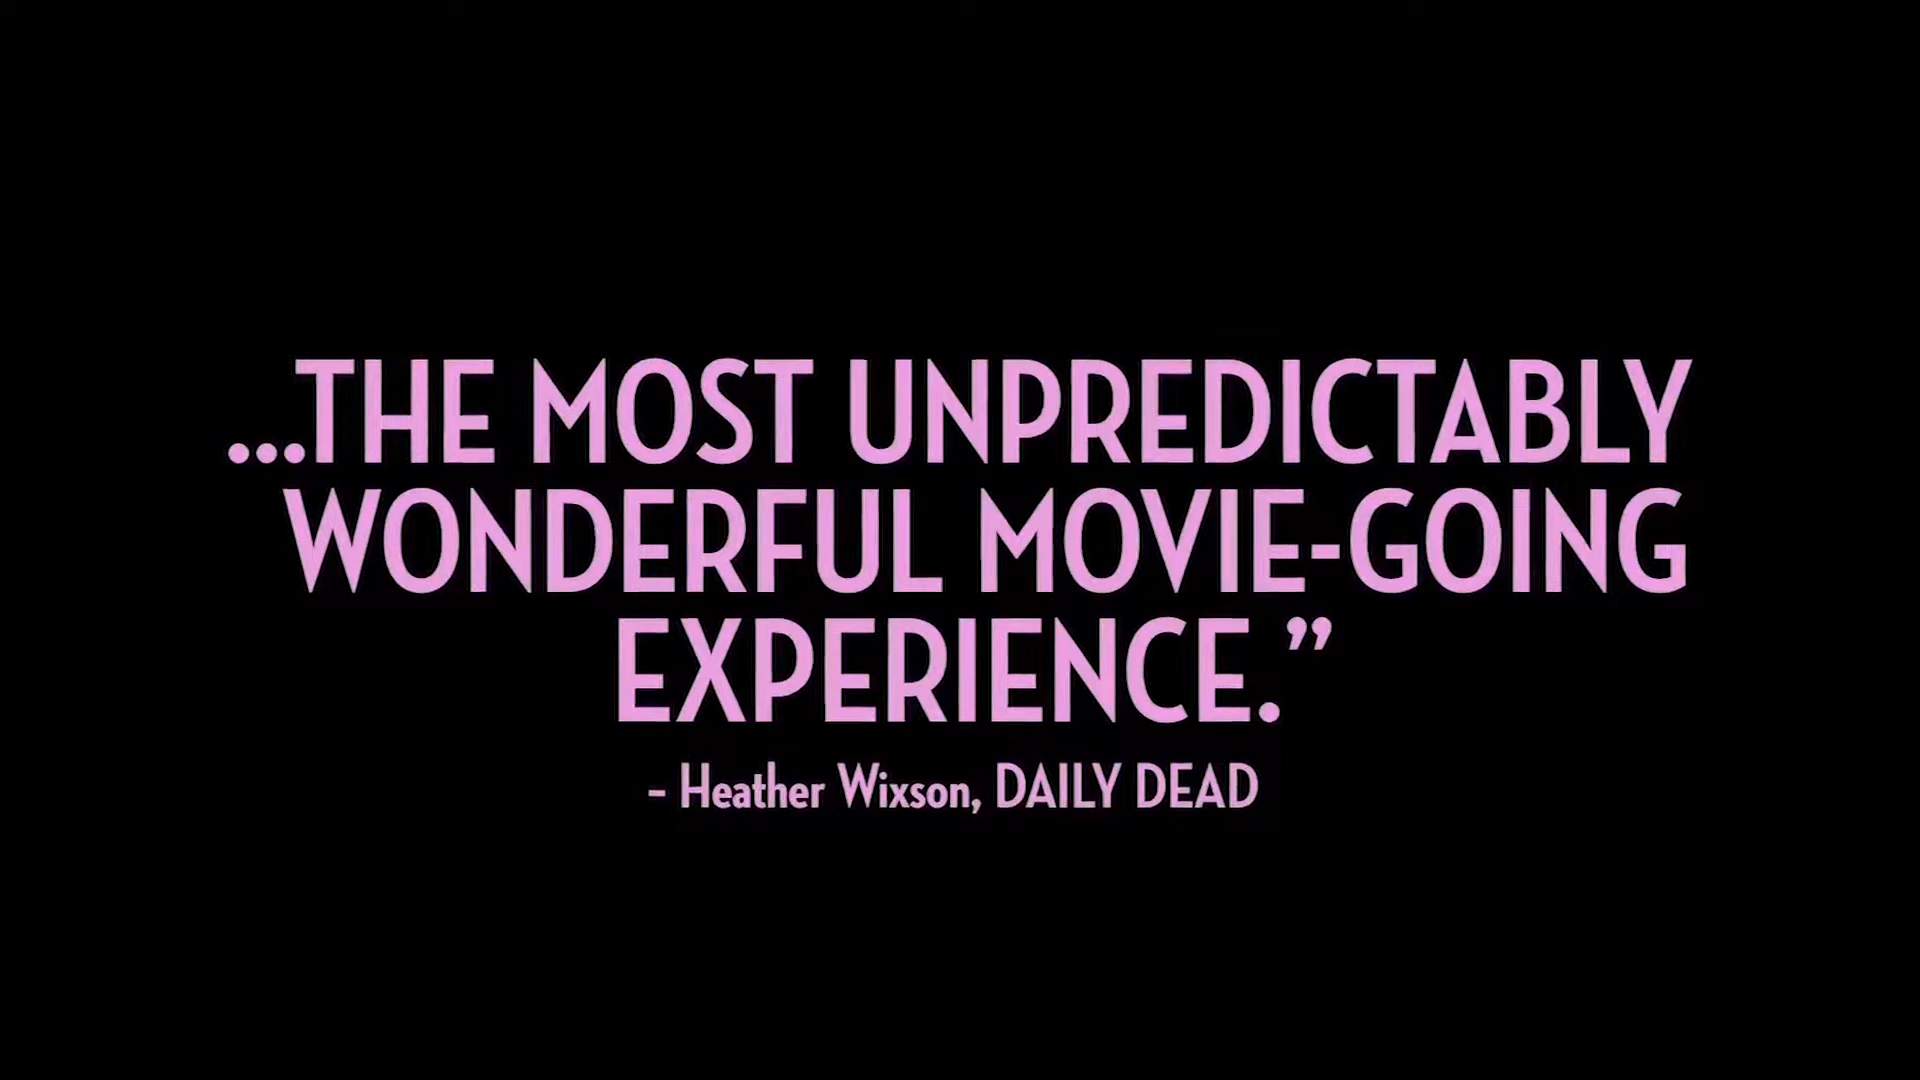 ...THE MOST UNPREDICTABLY
WONDERFUL MOVIE-GOING
EXPERIENCE.”
- Heather Wixson, DAILY DEAD